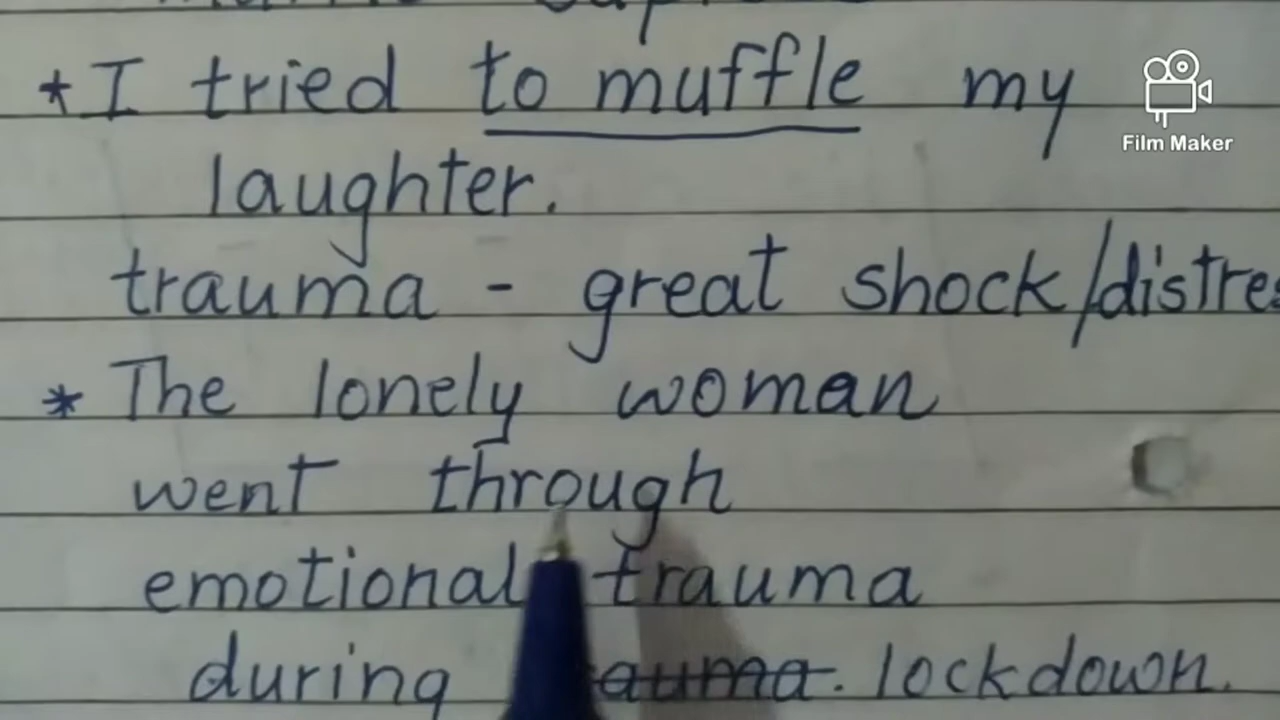 * I tried to muffle my
Film Maker
laughter.
trauma - great shock/distre
* The lonely woman
went through
emotional trauma
during lockdown.